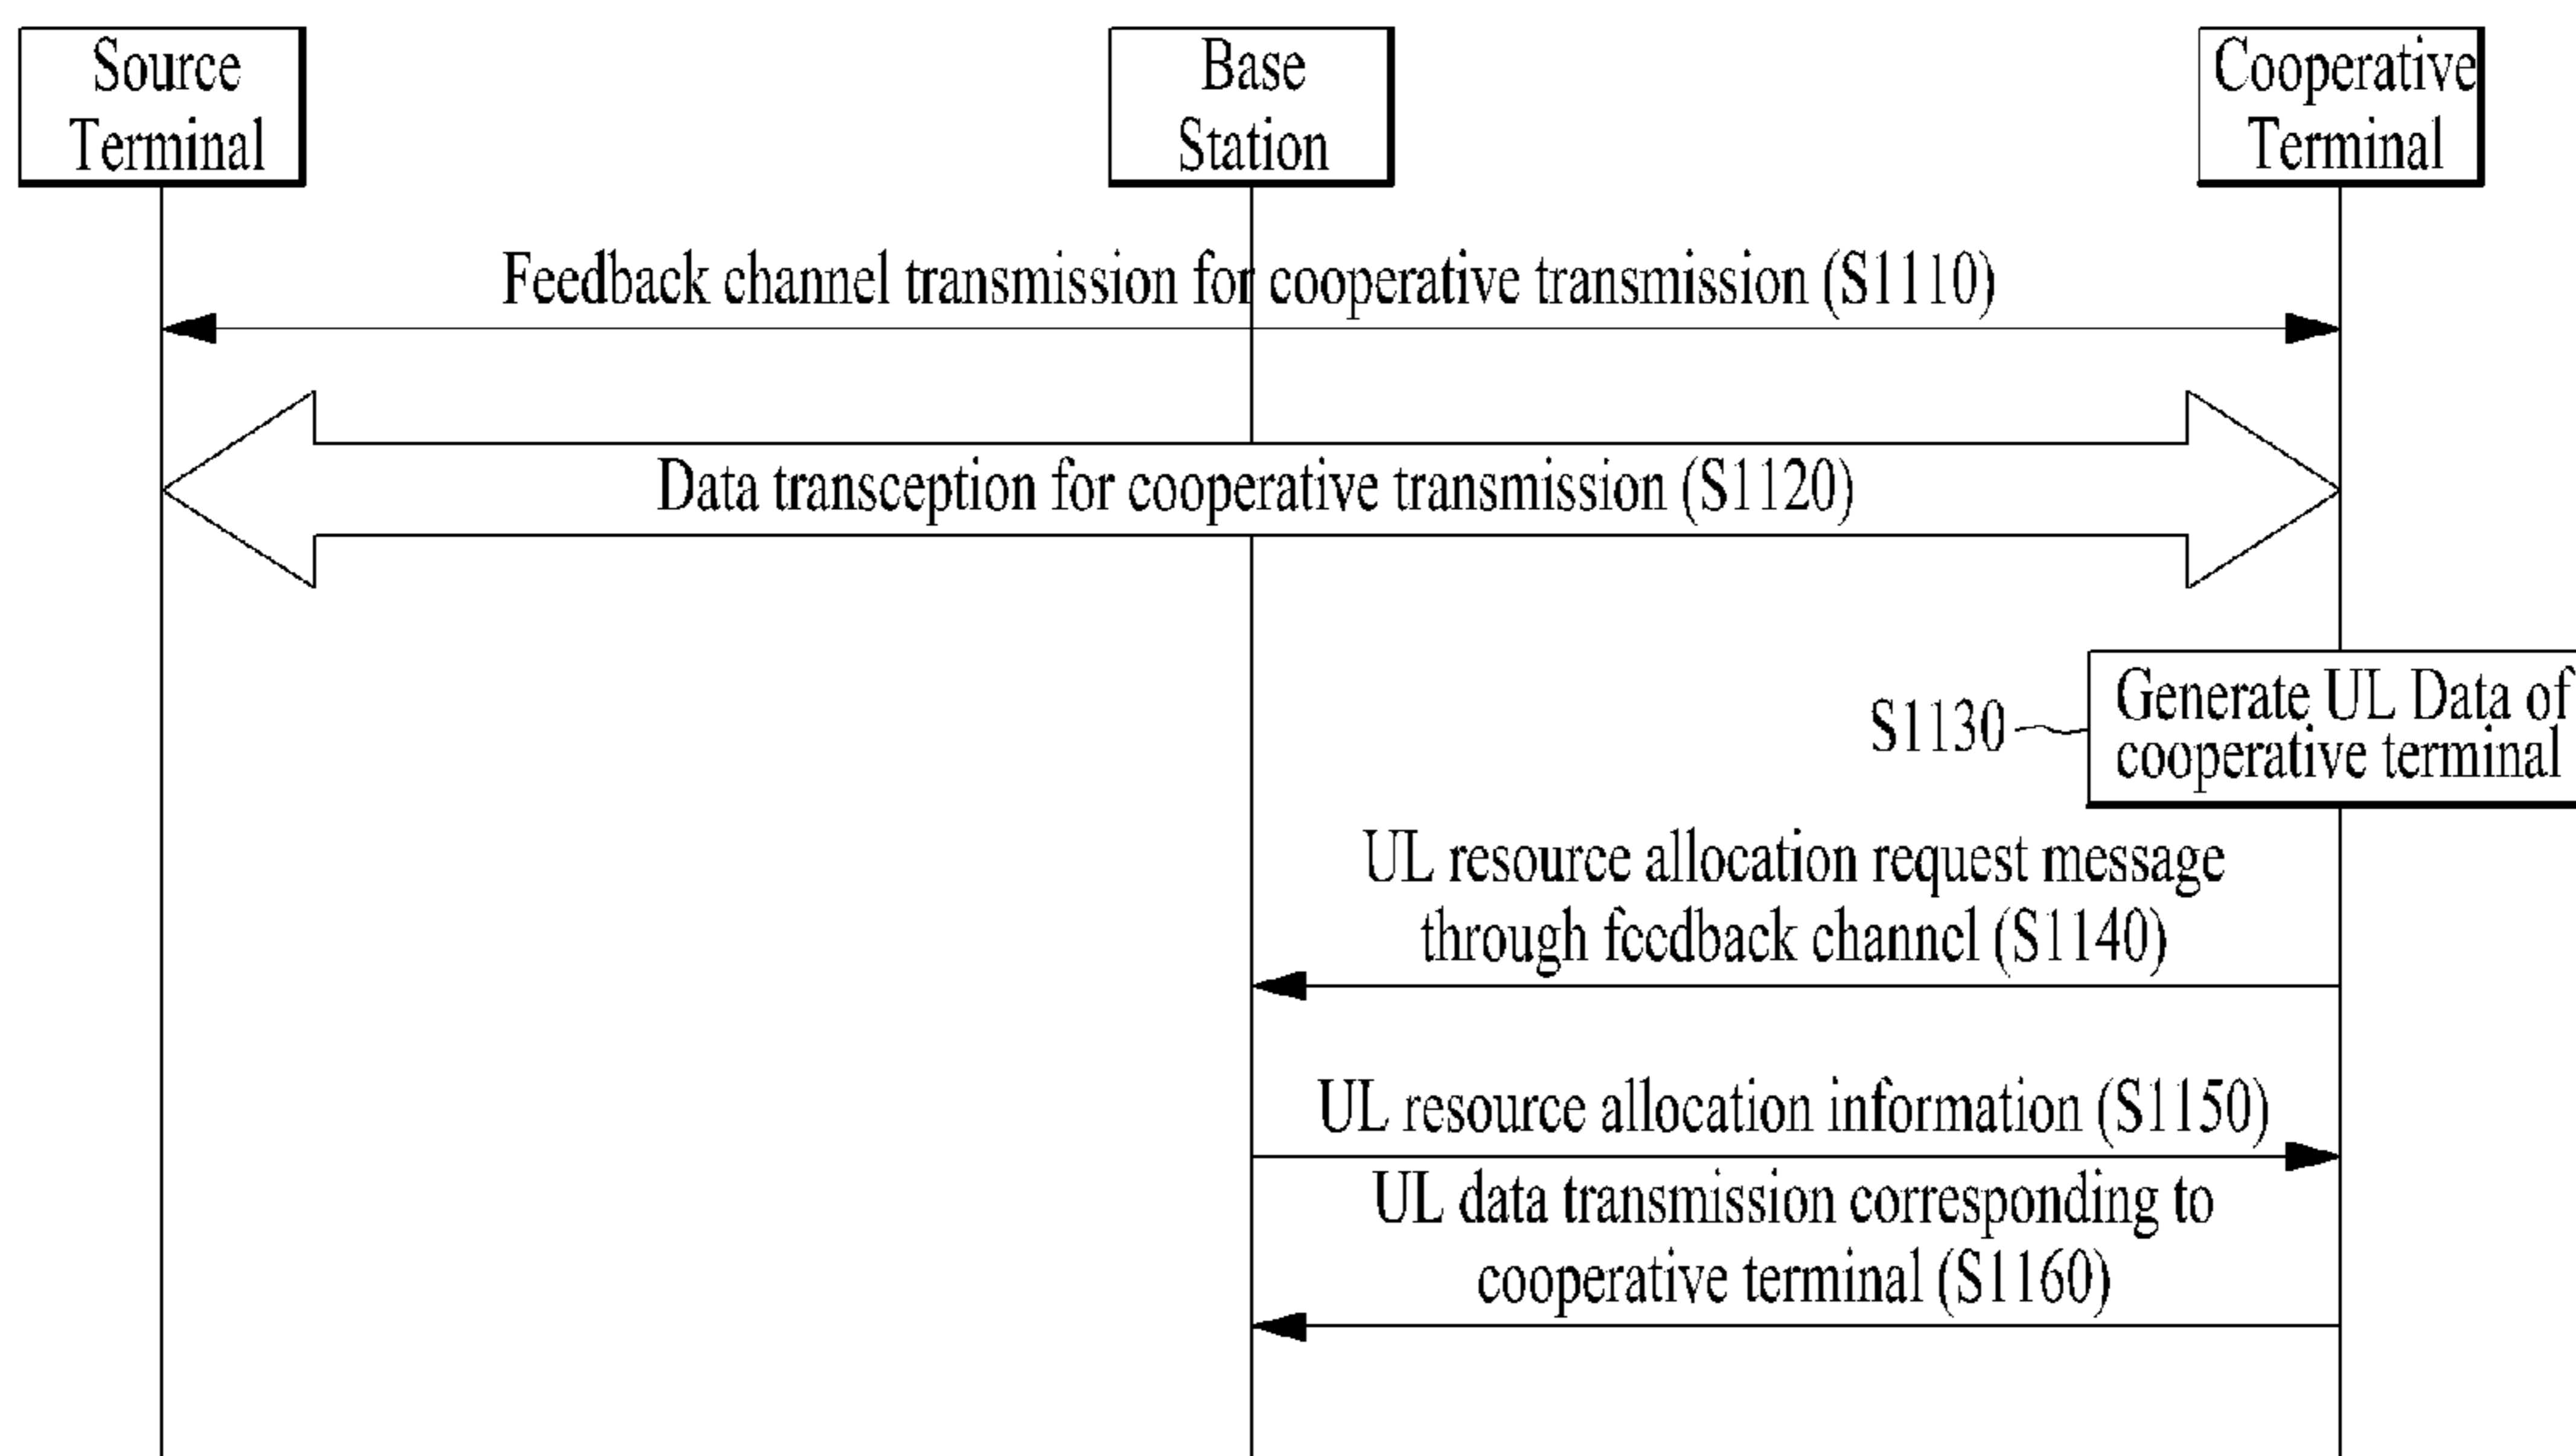 Source
Terminal
Base
Station
Cooperative
Terminal
Feedback channel transmission for cooperative transmission (S1110)
Data transception for cooperative transmission (S1120)
S1130
Generate UL Data of
cooperative terminal
UL resource allocation request message
through feedback channel (S1140)
UL resource allocation information (S1150)
UL data transmission corresponding to
cooperative terminal (S1160)